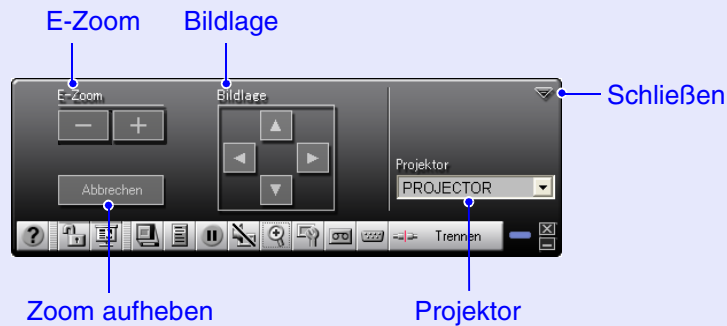 E-Zoom Bildlage
E-Zoom Bildlage
Schließen
Projektor
PROJECTOR
Abbrechen
Trennen
Zoom aufheben Projektor